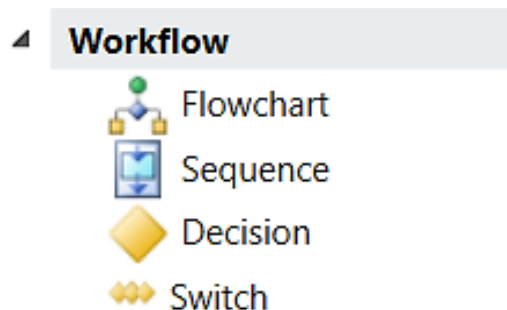 Workflow
Flowchart
Sequence
Decision
Switch